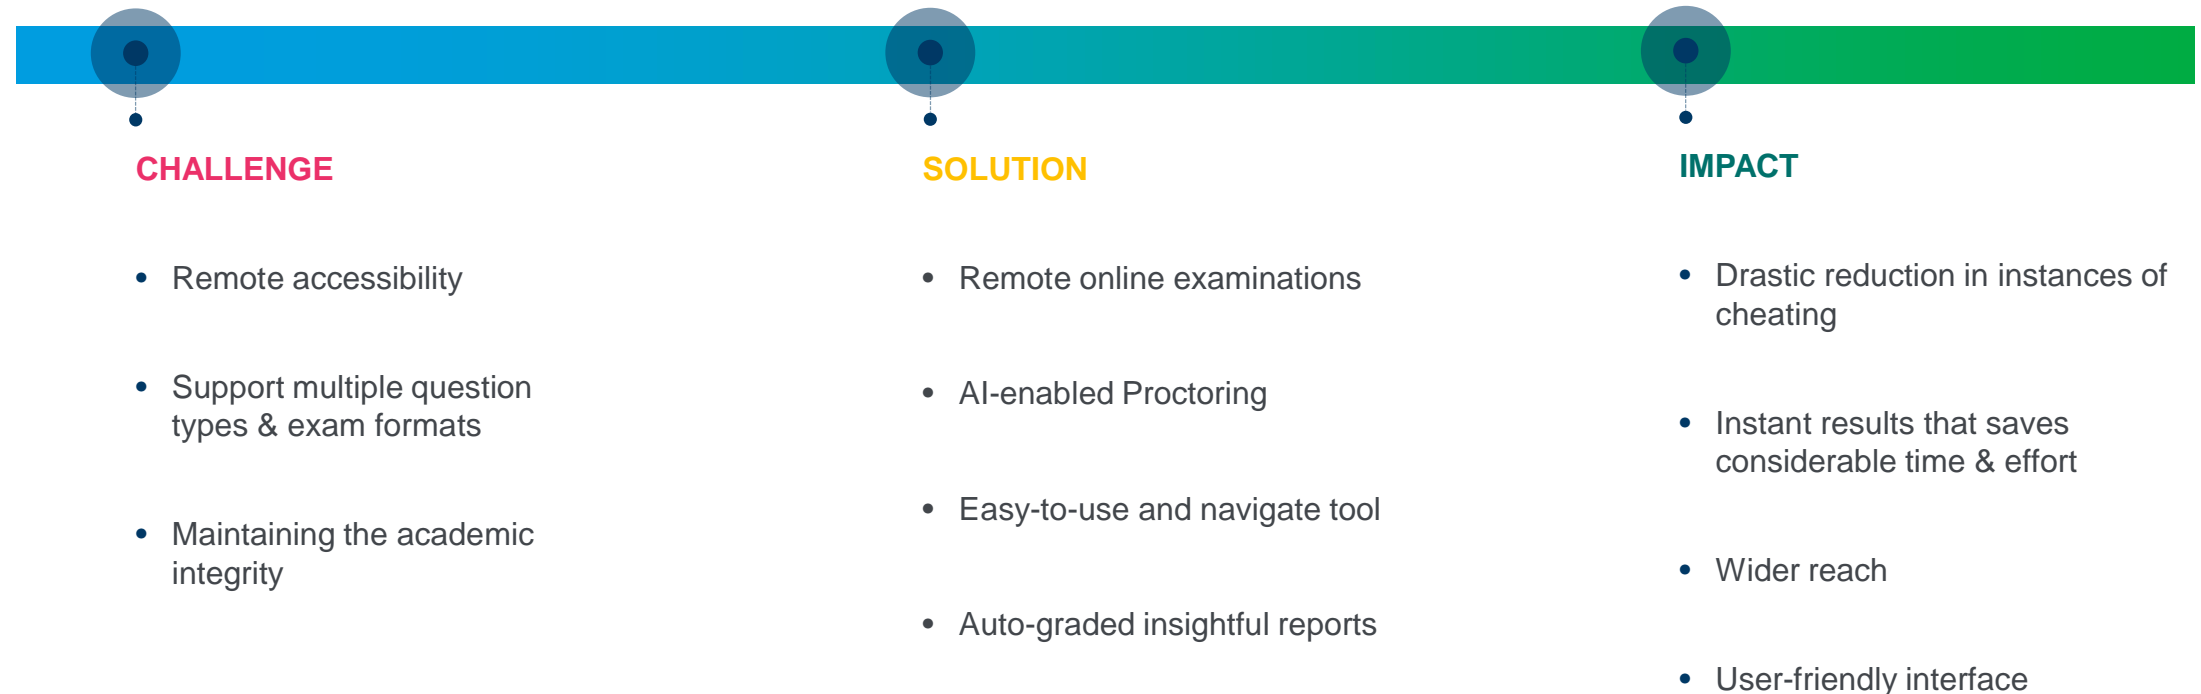 CHALLENGE
Remote accessibility
Support multiple question
types & exam formats
Maintaining the academic
integrity
SOLUTION
Remote online examinations
AI-enabled Proctoring
Easy-to-use and navigate tool
Auto-graded insightful reports
IMPACT
Drastic reduction in instances of
cheating
Instant results that saves
considerable time & effort
Wider reach
User-friendly interface